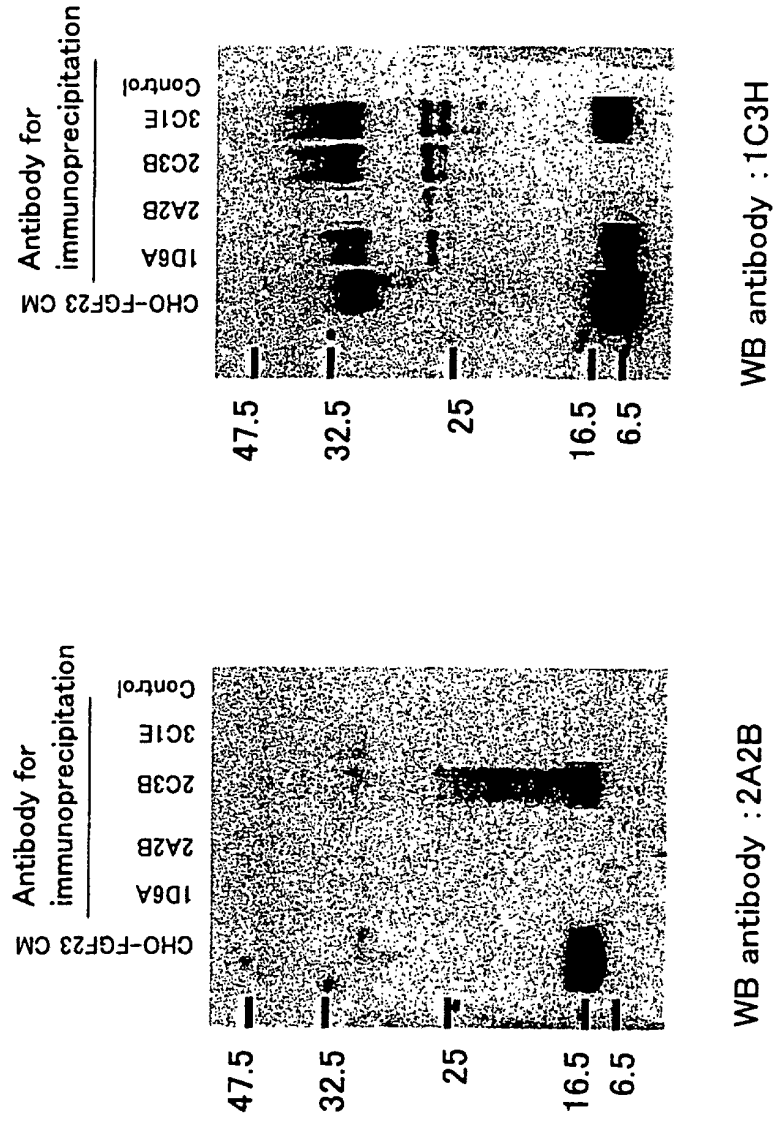 Antibody for
immunoprecipitation
CHO-FGF23 CM
1D6A
2A2B
2C3B
3C1E
Control
47.5
32.5
25
16.5
6.5
WB antibody : 2A2B
Antibody for
immunoprecipitation
CHO-FGF23 CM
1D6A
2A2B
2C3B
3C1E
Control
47.5
32.5
25
16.5
6.5
WB antibody : 1C3H